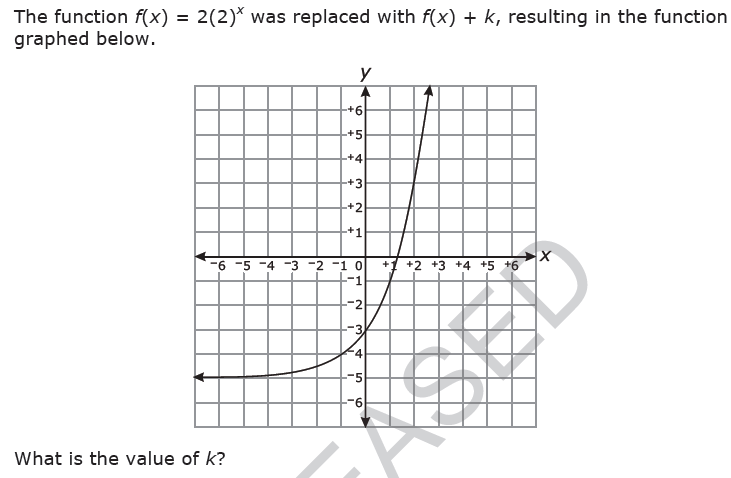 The function f(x) = 2(2)ˣ was replaced with f(x) + k, resulting in the function
graphed below.
y
+6
+5
+4
+3
+2
+1
−6 −5 −4 −3 −2 −1 0 +1 +2 +3 +4 +5 +6 x
−1
−2
−3
−4
−5
−6
EASED
What is the value of k?